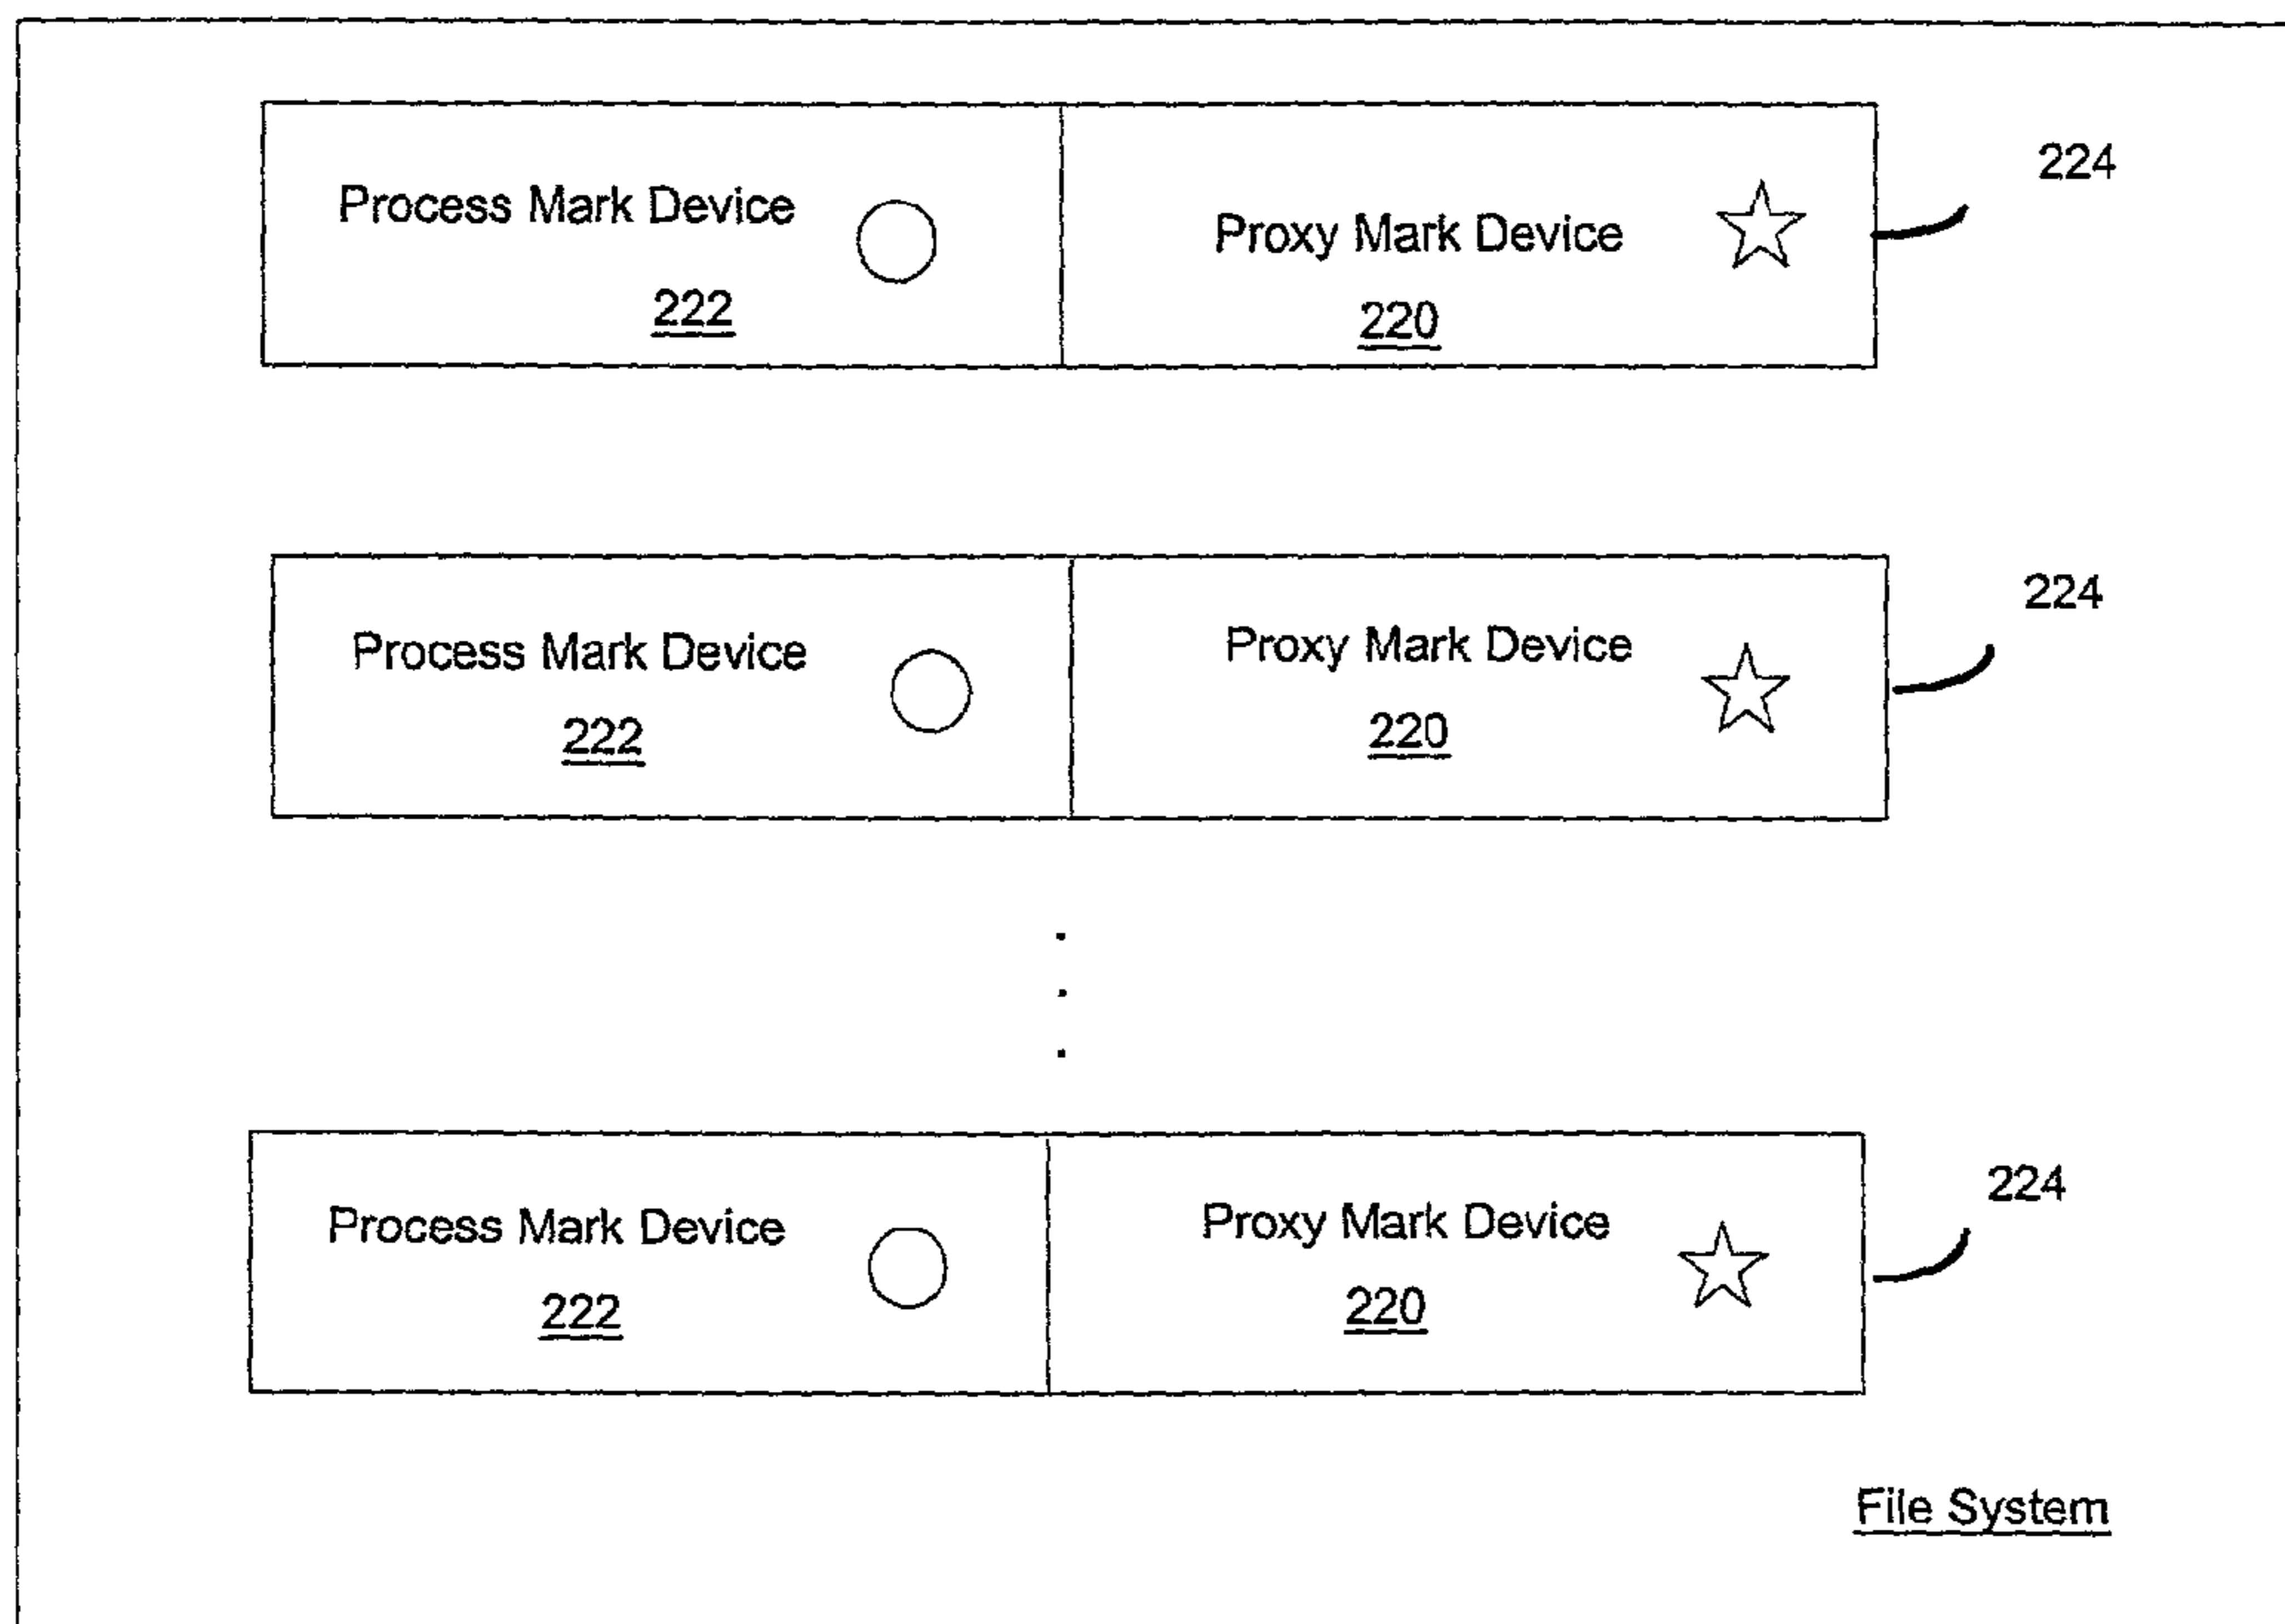 224
Process Mark Device
Proxy Mark Device
222
220
224
Process Mark Device
Proxy Mark Device
222
220
224
Process Mark Device
Proxy Mark Device
222
220
File System